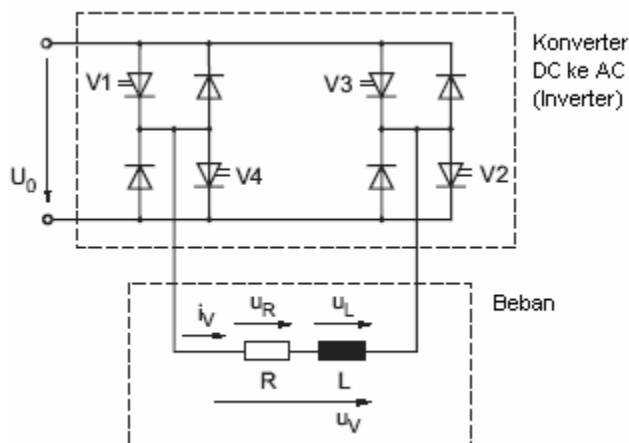 Konverter
DC ke AC
(Inverter)
V1
V3
V4
V2
U0
Beban
iV
uR
uL
R
L
uV